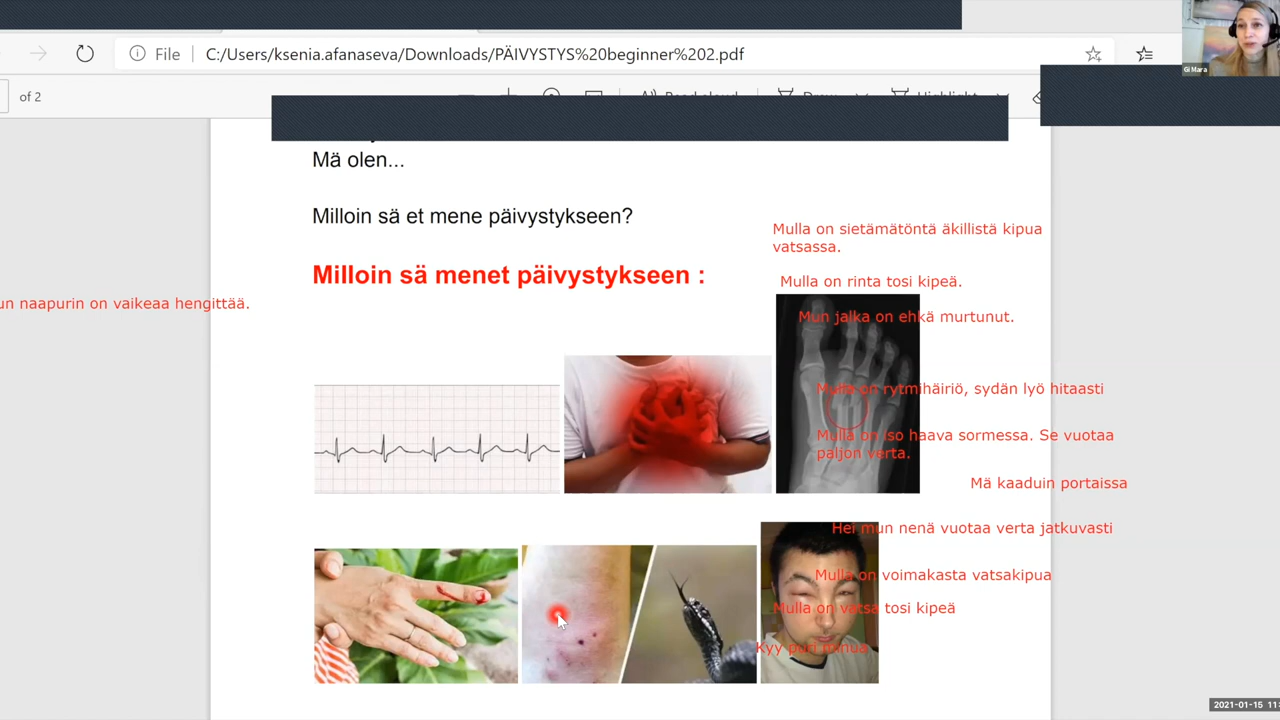 File
C:/Users/ksenia.afanaseva/Downloads/PÄIVYSTYS%20beginner%202.pdf
Gi Mara
of 2
Mä olen...
Milloin sä et mene päivystykseen?
Mulla on sietämätöntä äkillistä kipua
vatsassa.
Milloin sä menet päivystykseen :
Mulla on rinta tosi kipeä.
un naapurin on vaikeaa hengittää.
Mun jalka on ehkä murtunut.
Mulla on rytmihäiriö, sydän lyö hitaasti
Mulla on iso haava sormessa. Se vuotaa
paljon verta.
Mä kaaduin portaissa
Hei mun nenä vuotaa verta jatkuvasti
Mulla on voimakasta vatsakipua
Mulla on vatsa tosi kipeä
Kyy puri minua
2021-01-15 11